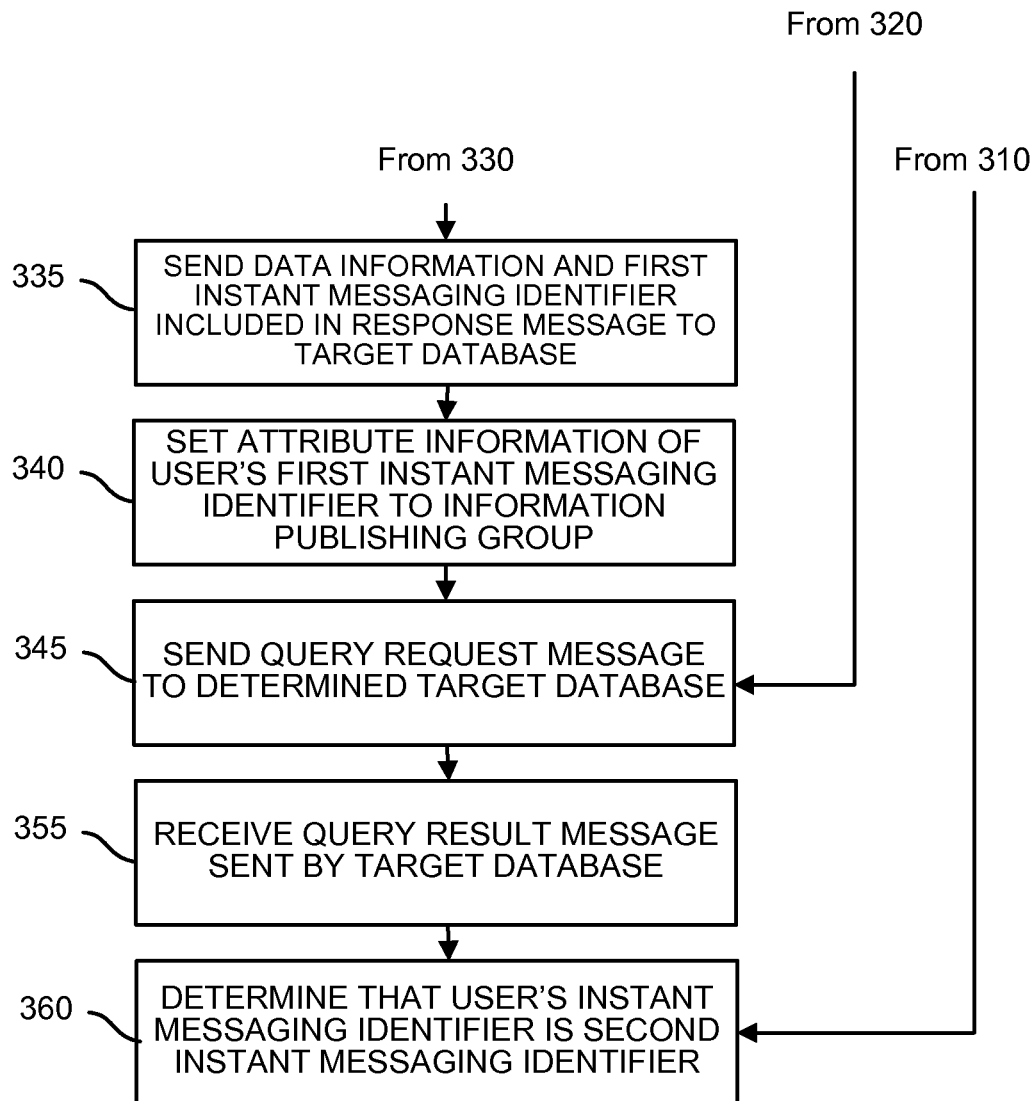 From 320
From 330
From 310
335
SEND DATA INFORMATION AND FIRST
INSTANT MESSAGING IDENTIFIER
INCLUDED IN RESPONSE MESSAGE TO
TARGET DATABASE
340
SET ATTRIBUTE INFORMATION OF
USER’S FIRST INSTANT MESSAGING
IDENTIFIER TO INFORMATION
PUBLISHING GROUP
345
SEND QUERY REQUEST MESSAGE
TO DETERMINED TARGET DATABASE
355
RECEIVE QUERY RESULT MESSAGE
SENT BY TARGET DATABASE
360
DETERMINE THAT USER’S INSTANT
MESSAGING IDENTIFIER IS SECOND
INSTANT MESSAGING IDENTIFIER